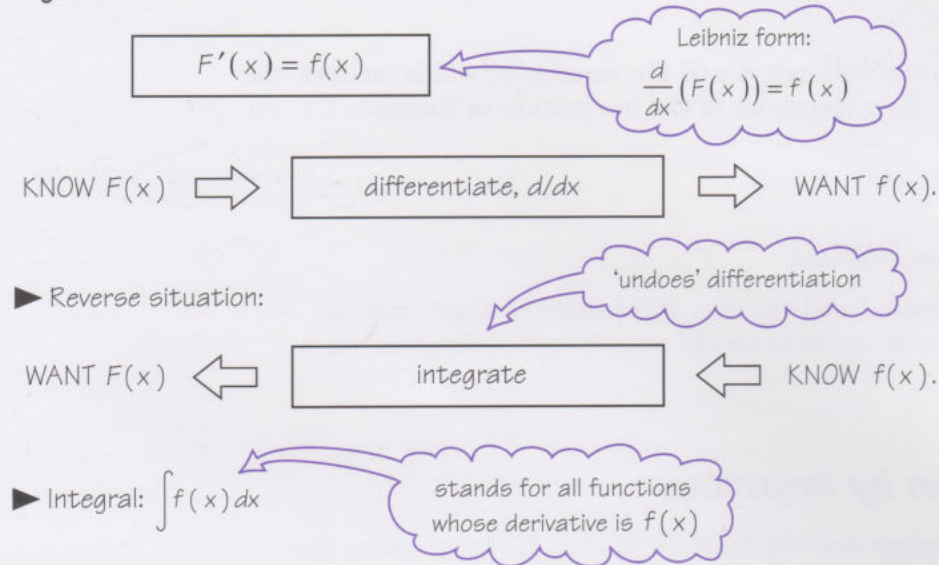 F′(x) = f(x)
Leibniz form:
d/dx (F(x)) = f(x)
KNOW F(x) ⇨ differentiate, d/dx ⇨ WANT f(x).
'undoes' differentiation
► Reverse situation:
WANT F(x) ⇦ integrate ⇦ KNOW f(x).
► Integral: ∫ f(x) dx
stands for all functions
whose derivative is f(x)